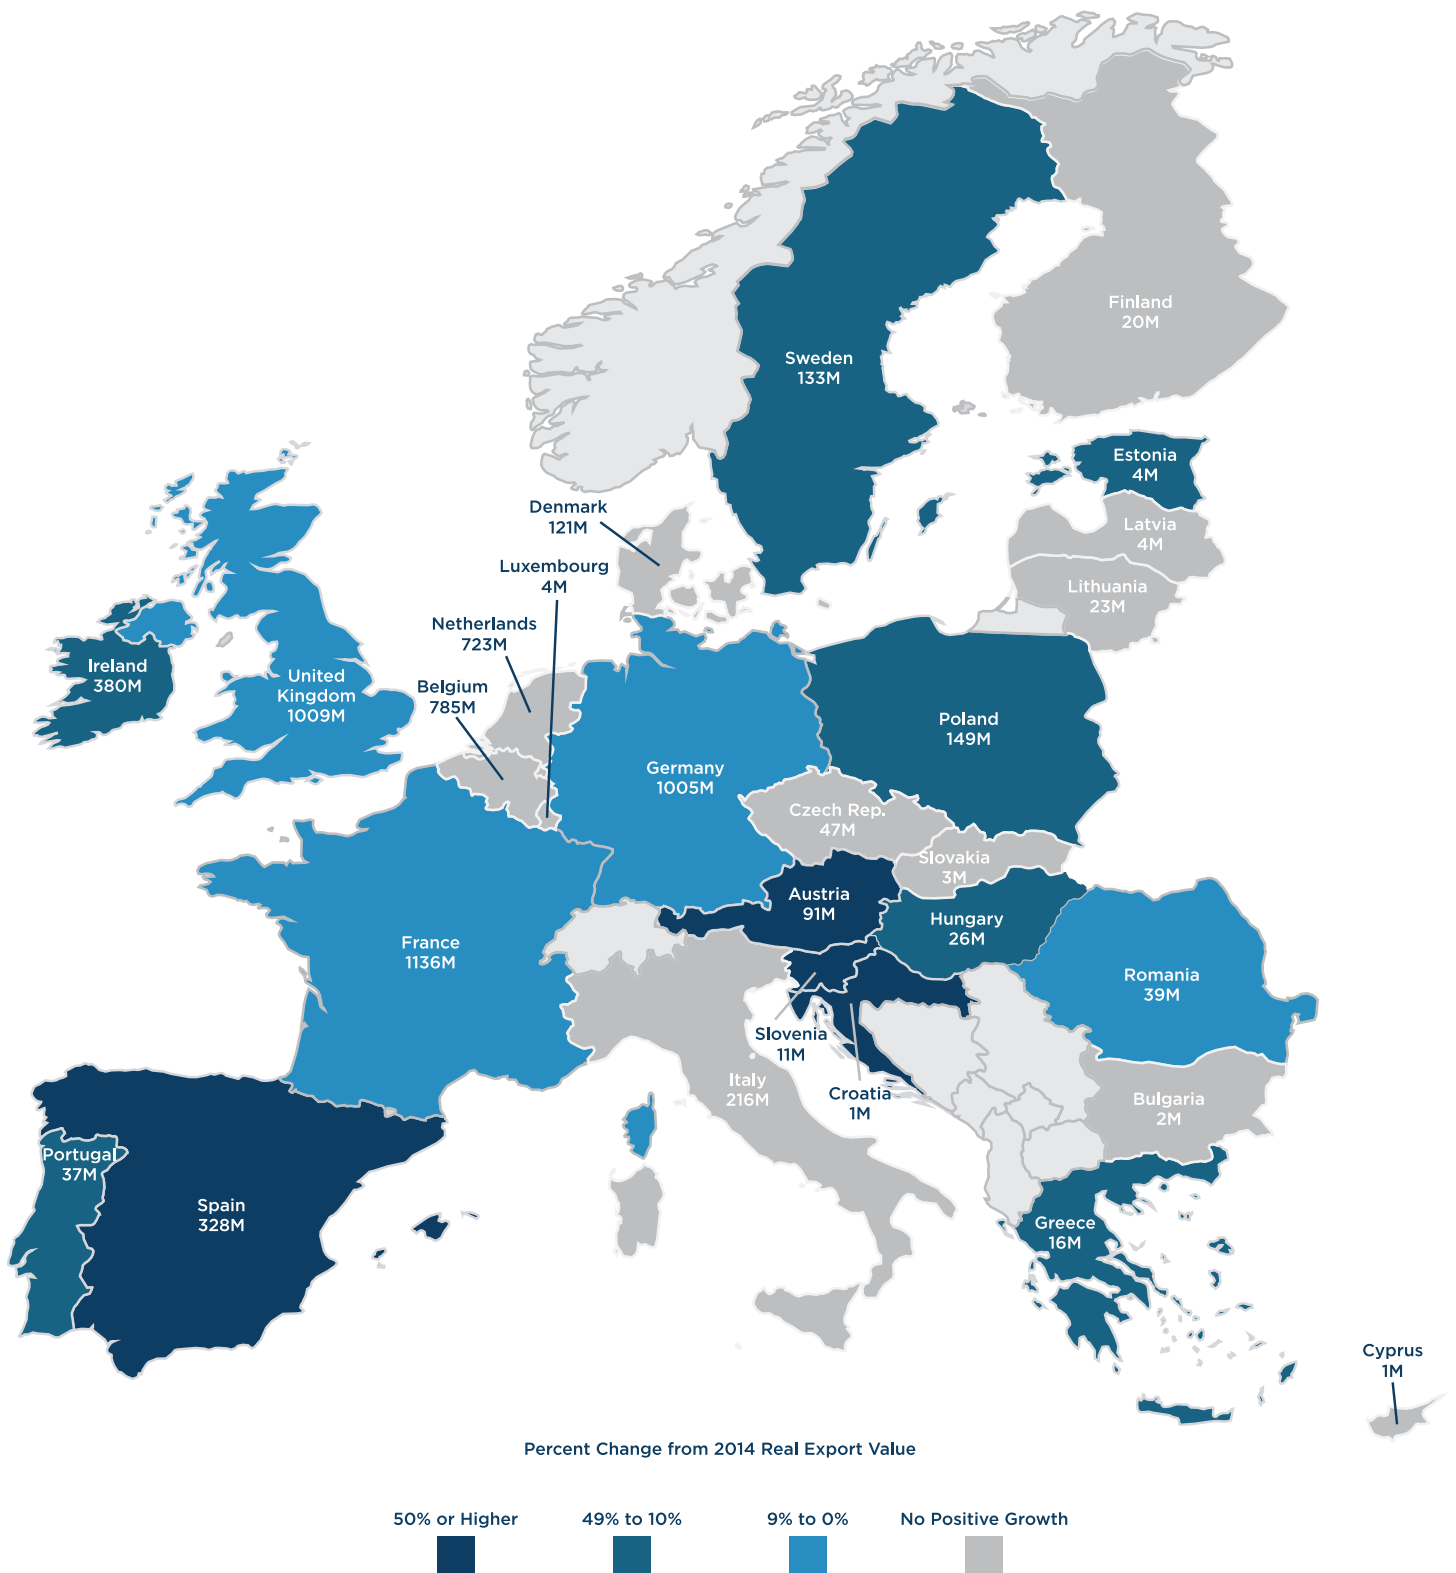 Finland
20M
Sweden
133M
Estonia
4M
Denmark
121M
Latvia
4M
Luxembourg
4M
Lithuania
23M
Netherlands
723M
Ireland
380M
United
Kingdom
1009M
Belgium
785M
Poland
149M
Germany
1005M
Czech Rep.
47M
Slovakia
3M
Austria
91M
Hungary
26M
France
1136M
Romania
39M
Slovenia
11M
Italy
216M
Croatia
1M
Bulgaria
2M
Portugal
37M
Spain
328M
Greece
16M
Cyprus
1M
Percent Change from 2014 Real Export Value
50% or Higher
49% to 10%
9% to 0%
No Positive Growth